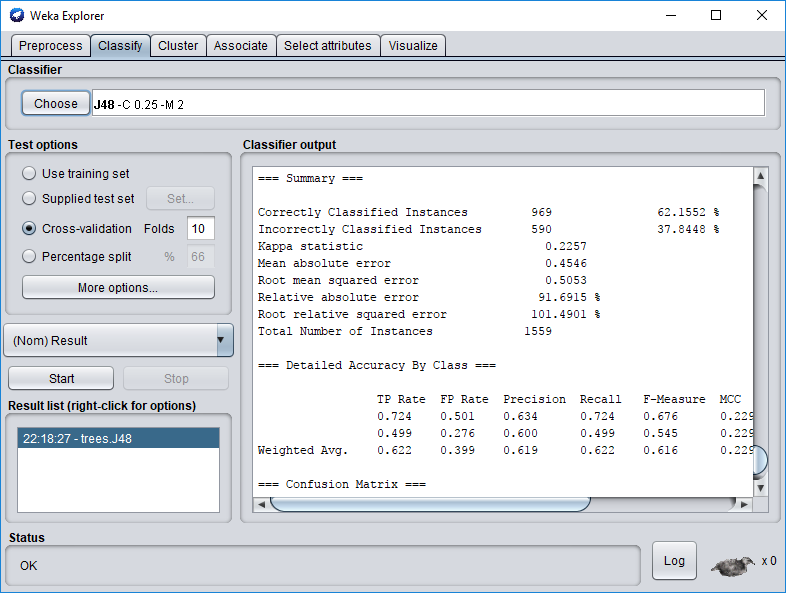 Weka Explorer
Preprocess Classify Cluster Associate Select attributes Visualize
Classifier
Choose J48 -C 0.25 -M 2
Test options
Use training set
Supplied test set Set...
Cross-validation Folds 10
Percentage split % 66
More options...
(Nom) Result
Start Stop
Result list (right-click for options)
22:18:27 - trees.J48
Classifier output
=== Summary ===
Correctly Classified Instances 969 62.1552 %
Incorrectly Classified Instances 590 37.8448 %
Kappa statistic 0.2257
Mean absolute error 0.4546
Root mean squared error 0.5053
Relative absolute error 91.6915 %
Root relative squared error 101.4901 %
Total Number of Instances 1559
=== Detailed Accuracy By Class ===
TP Rate FP Rate Precision Recall F-Measure MCC
0.724 0.501 0.634 0.724 0.676 0.229
0.499 0.276 0.600 0.499 0.545 0.229
Weighted Avg. 0.622 0.399 0.619 0.622 0.616 0.229
=== Confusion Matrix ===
Status
OK
Log x 0